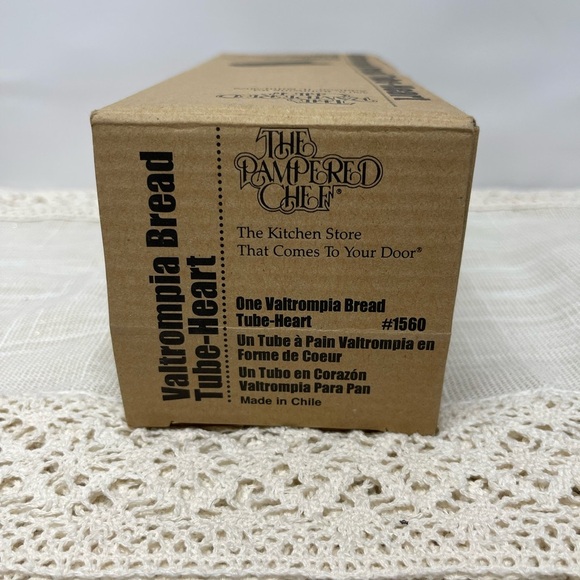 Valtrompia Bread
Tube-Heart
THE
PAMPERED
CHEF®
The Kitchen Store
That Comes To Your Door®
One Valtrompia Bread
Tube-Heart #1560
Un Tube à Pain Valtrompia en
Forme de Coeur
Un Tubo en Corazón
Valtrompia Para Pan
Made in Chile